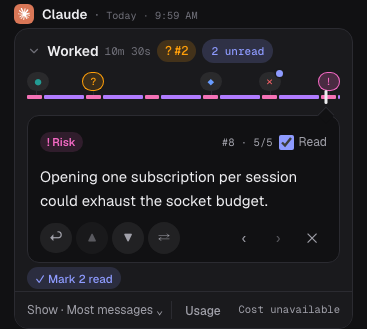 Claude · Today · 9:59 AM
Worked 10m 30s ? #2 2 unread
? ×  !
! Risk #8 · 5/5 Read
Opening one subscription per session
could exhaust the socket budget.
✓ Mark 2 read
Show · Most messages Usage Cost unavailable